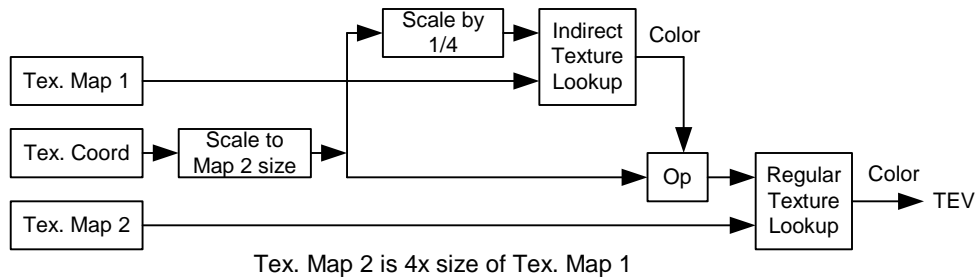 Scale by
1/4
Indirect
Texture
Lookup
Color
Tex. Map 1
Tex. Coord
Scale to
Map 2 size
Op
Regular
Texture
Lookup
Color
TEV
Tex. Map 2
Tex. Map 2 is 4x size of Tex. Map 1